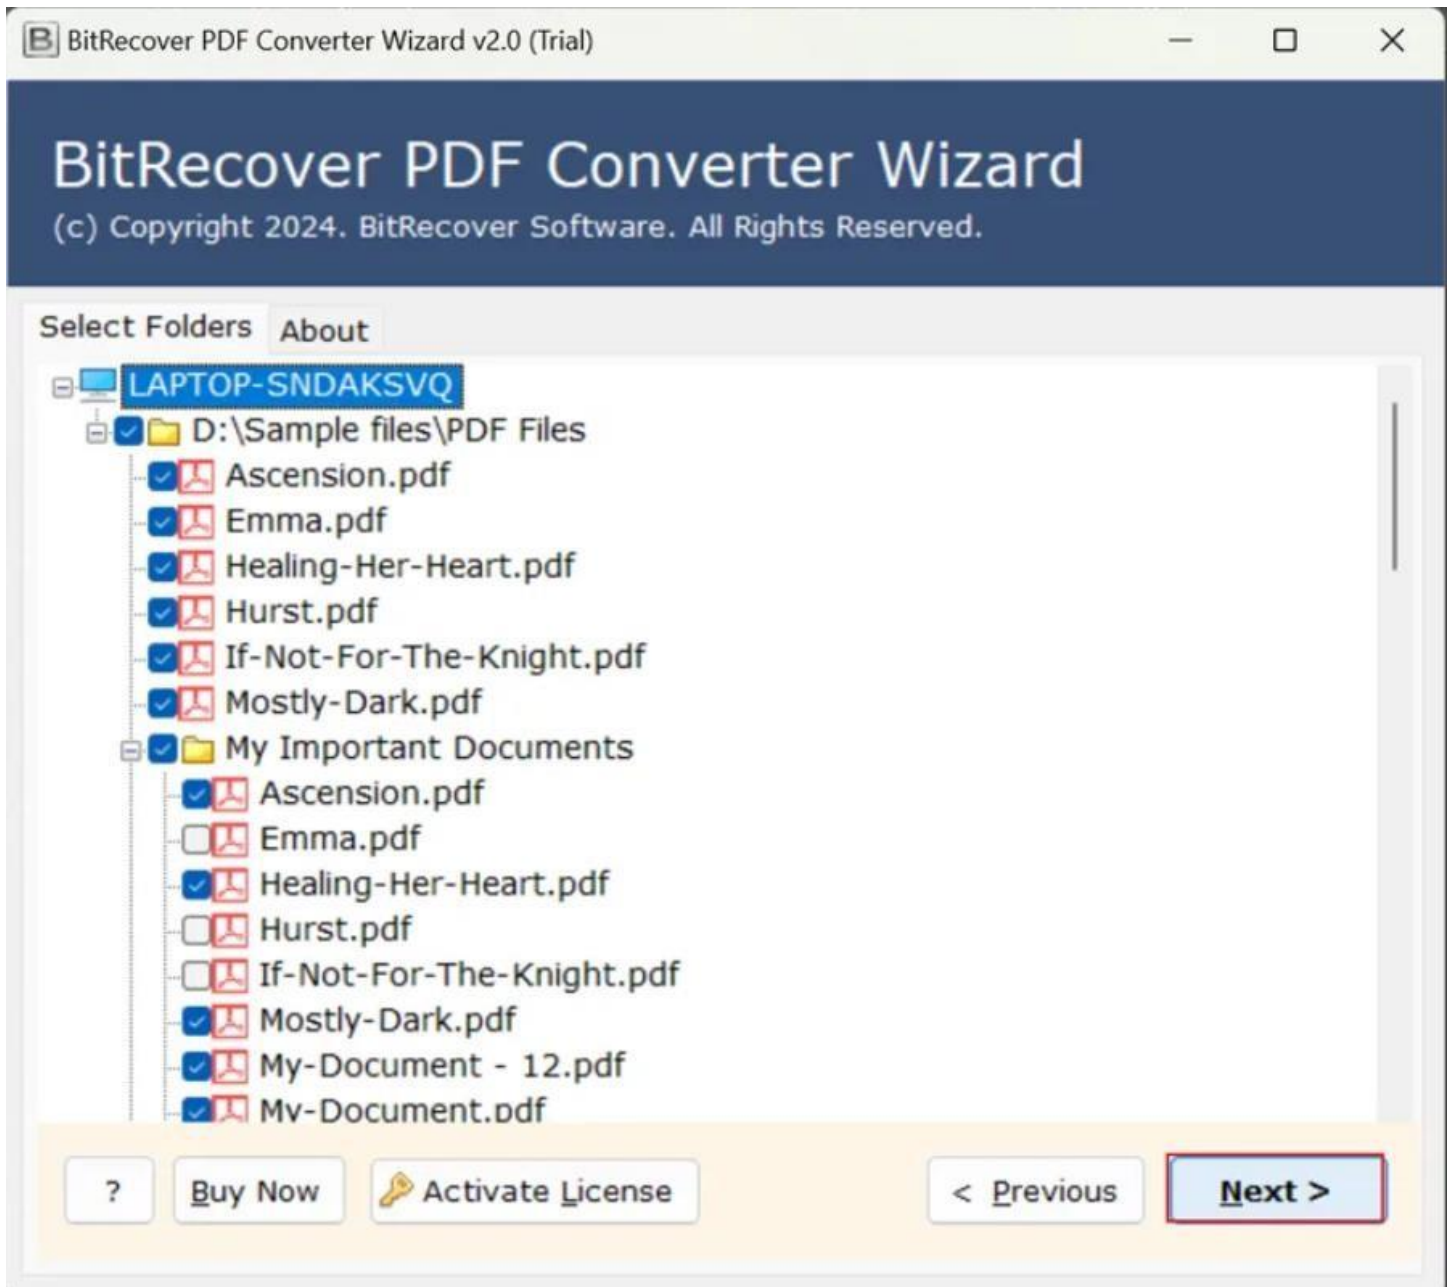 B BitRecover PDF Converter Wizard v2.0 (Trial)
BitRecover PDF Converter Wizard
(c) Copyright 2024. BitRecover Software. All Rights Reserved.
Select Folders About
LAPTOP-SNDAKSVQ
D:\Sample files\PDF Files
Ascension.pdf
Emma.pdf
Healing-Her-Heart.pdf
Hurst.pdf
If-Not-For-The-Knight.pdf
Mostly-Dark.pdf
My Important Documents
Ascension.pdf
Emma.pdf
Healing-Her-Heart.pdf
Hurst.pdf
If-Not-For-The-Knight.pdf
Mostly-Dark.pdf
My-Document - 12.pdf
My-Document.pdf
? Buy Now Activate License < Previous Next >